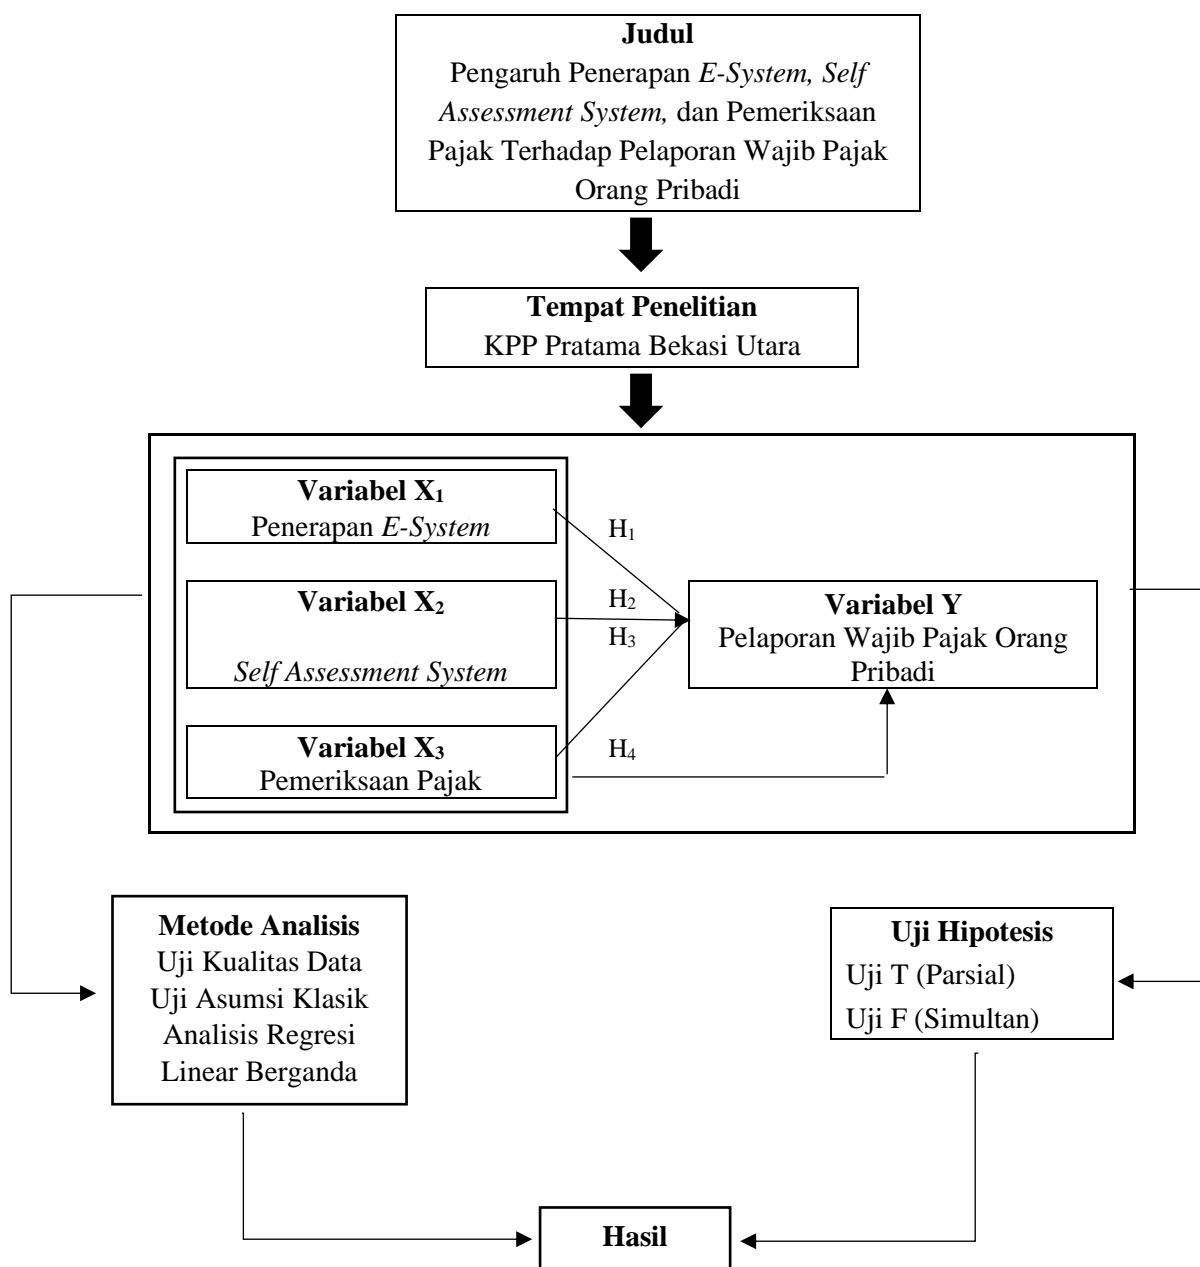 Judul
Pengaruh Penerapan E-System, Self
Assessment System, dan Pemeriksaan
Pajak Terhadap Pelaporan Wajib Pajak
Orang Pribadi
Tempat Penelitian
KPP Pratama Bekasi Utara
Variabel X₁
Penerapan E-System
H₁
Variabel X₂
Self Assessment System
H₂
H₃
Variabel Y
Pelaporan Wajib Pajak Orang
Pribadi
Variabel X₃
Pemeriksaan Pajak
H₄
Metode Analisis
Uji Kualitas Data
Uji Asumsi Klasik
Analisis Regresi
Linear Berganda
Uji Hipotesis
Uji T (Parsial)
Uji F (Simultan)
Hasil